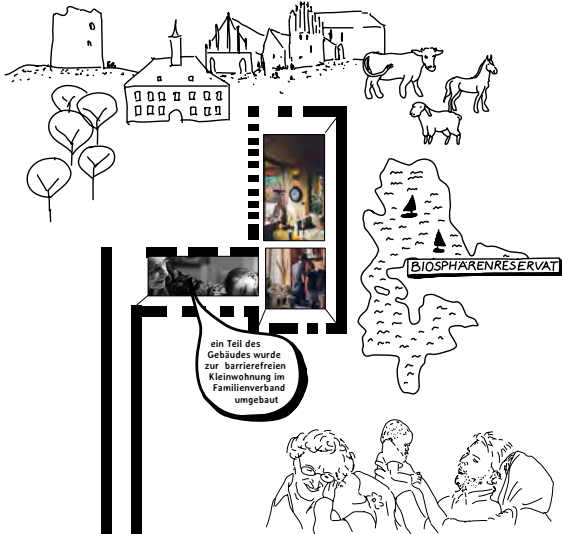 BIOSPHÄRENRESERVAT
ein Teil des
Gebäudes wurde
zur barrierefreien
Kleinwohnung im
Familienverband
umgebaut